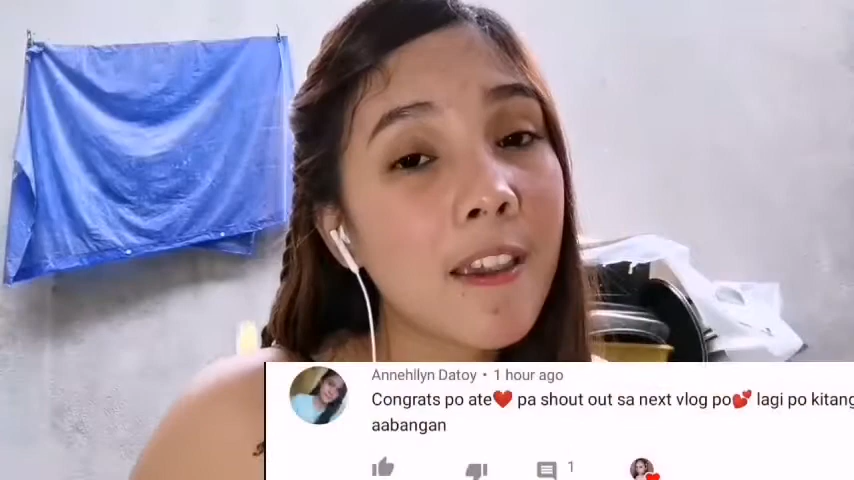 Annehllyn Datoy • 1 hour ago
Congrats po ate❤️ pa shout out sa next vlog po💕 lagi po kitang
aabangan
1